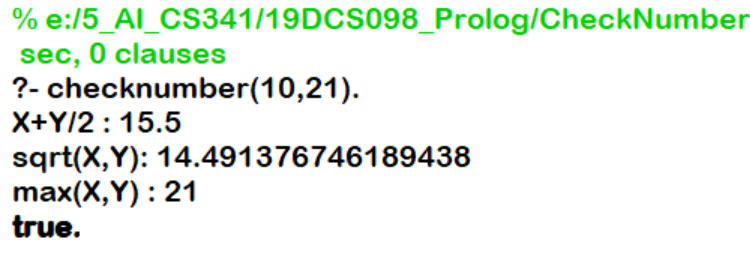 % e:/5_AI_CS341/19DCS098_Prolog/CheckNumber
sec, 0 clauses
?- checknumber(10,21).
X+Y/2 : 15.5
sqrt(X,Y): 14.491376746189438
max(X,Y) : 21
true.